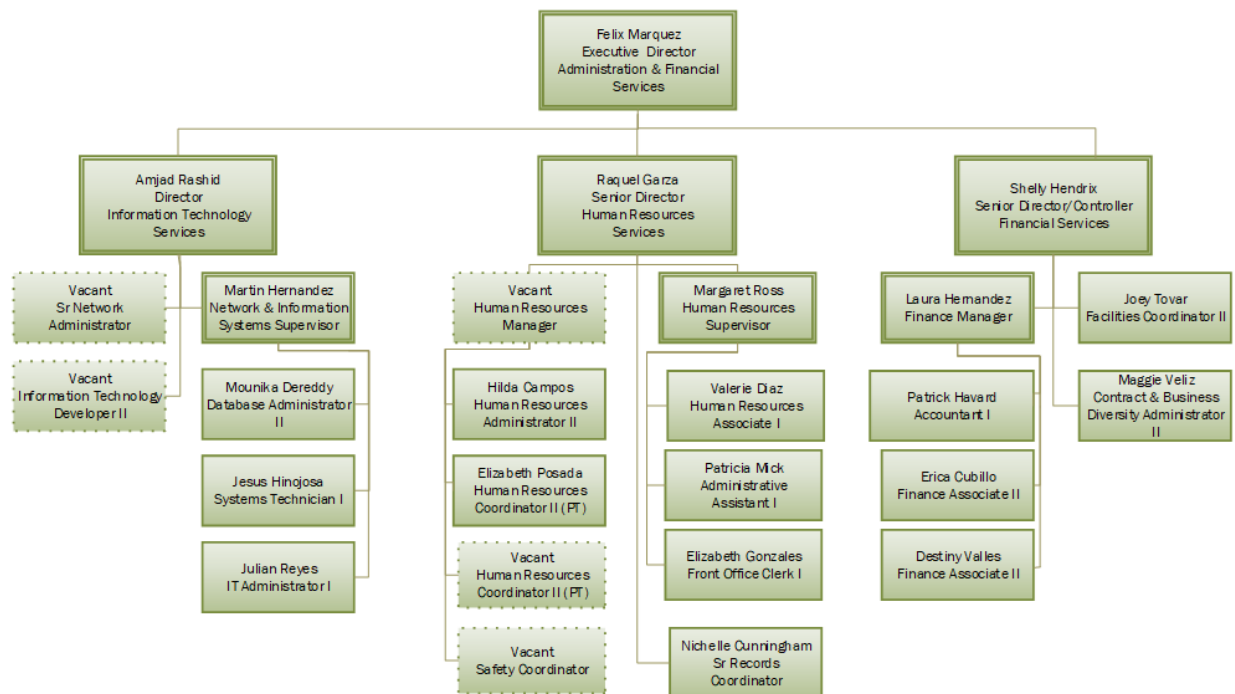 Felix Marquez
Executive Director
Administration & Financial
Services
Amjad Rashid
Director
Information Technology
Services
Raquel Garza
Senior Director
Human Resources
Services
Shelly Hendrix
Senior Director/Controller
Financial Services
Vacant
Sr Network
Administrator
Martin Hernandez
Network & Information
Systems Supervisor
Vacant
Information Technology
Developer II
Mounika Dereddy
Database Administrator
II
Jesus Hinojosa
Systems Technician I
Julian Reyes
IT Administrator I
Vacant
Human Resources
Manager
Hilda Campos
Human Resources
Administrator II
Elizabeth Posada
Human Resources
Coordinator II (PT)
Vacant
Human Resources
Coordinator II (PT)
Vacant
Safety Coordinator
Margaret Ross
Human Resources
Supervisor
Valerie Diaz
Human Resources
Associate I
Patricia Mick
Administrative
Assistant I
Elizabeth Gonzales
Front Office Clerk I
Nichelle Cunningham
Sr Records
Coordinator
Laura Hernandez
Finance Manager
Patrick Havard
Accountant I
Erica Cubillo
Finance Associate II
Destiny Valles
Finance Associate II
Joey Tovar
Facilities Coordinator II
Maggie Veliz
Contract & Business
Diversity Administrator
II